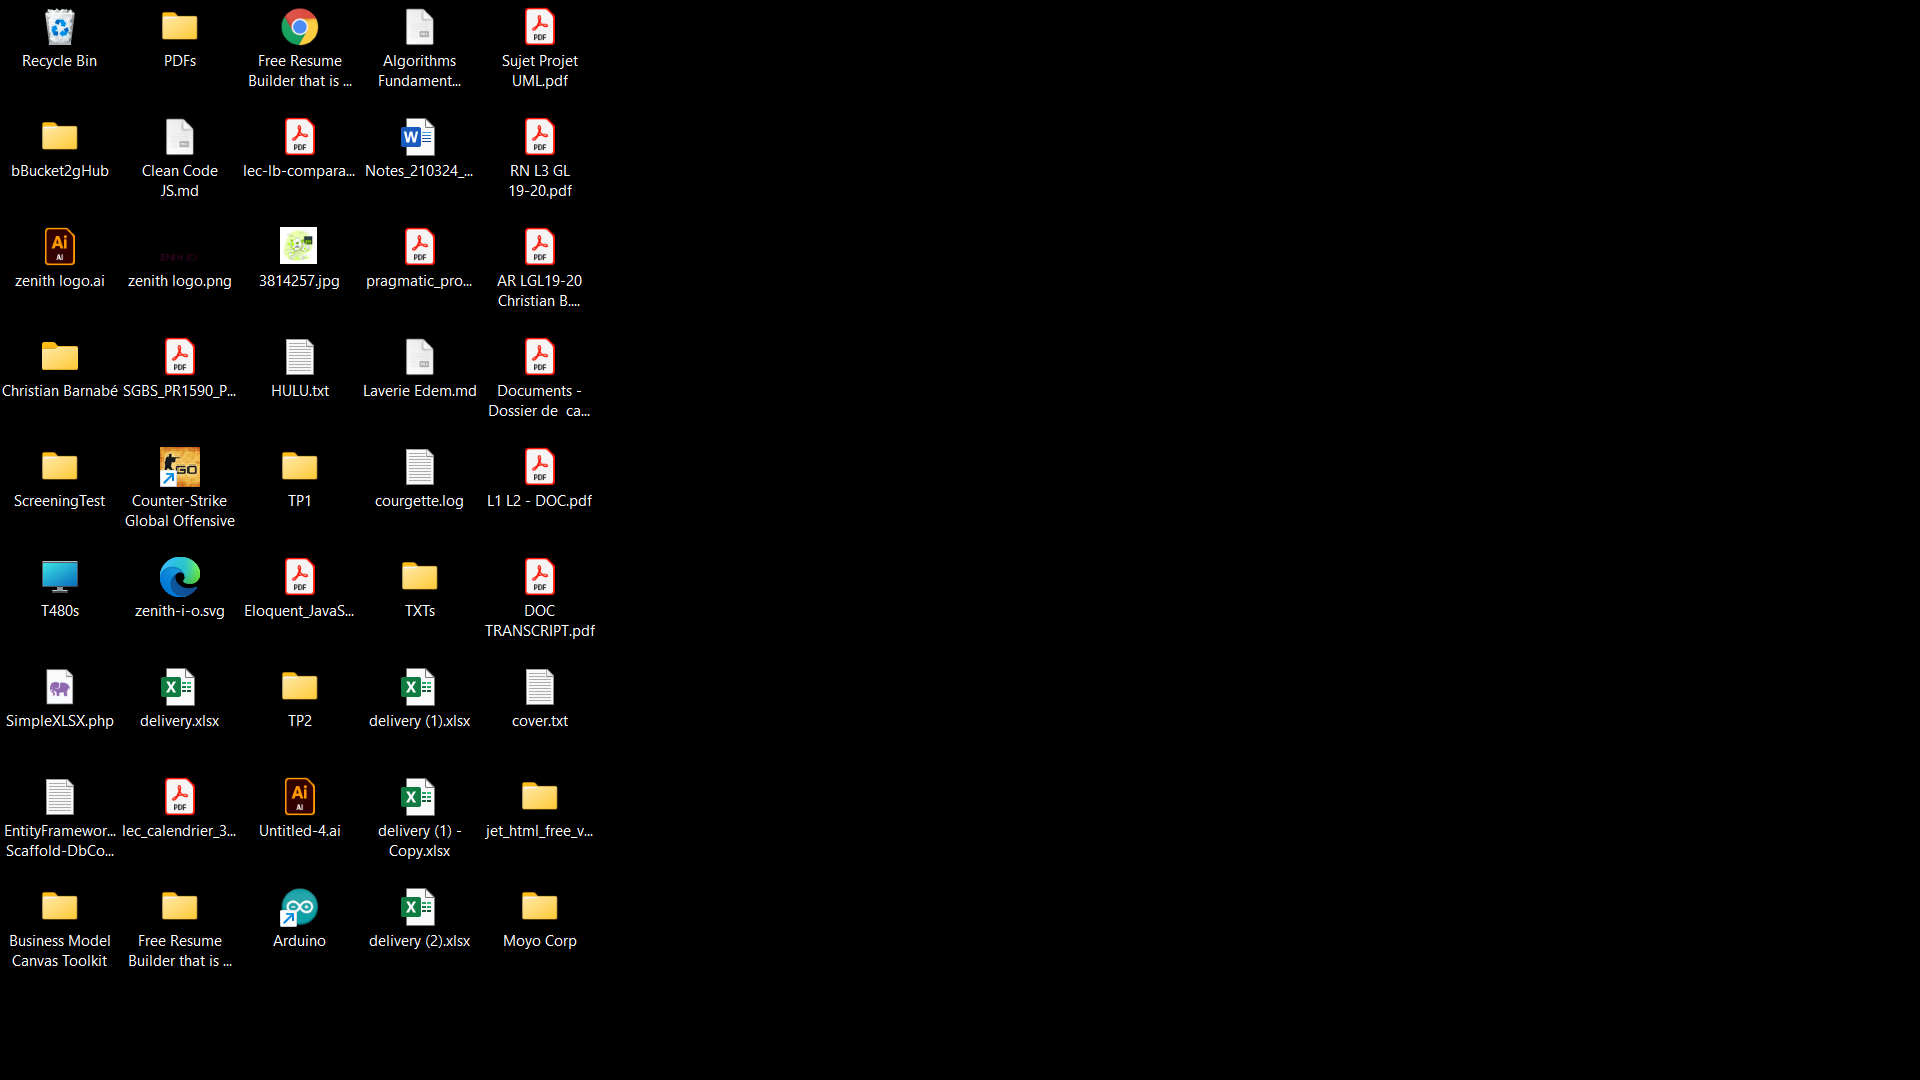 Recycle Bin
PDFs
Free Resume
Builder that is ...
Algorithms
Fundament...
Sujet Projet
UML.pdf
bBucket2gHub
Clean Code
JS.md
lec-lb-compara...
Notes_210324_...
RN L3 GL
19-20.pdf
zenith logo.ai
zenith logo.png
3814257.jpg
pragmatic_pro...
AR LGL19-20
Christian B....
Christian Barnabé
SGBS_PR1590_P...
HULU.txt
Laverie Edem.md
Documents -
Dossier de  ca...
ScreeningTest
Counter-Strike
Global Offensive
TP1
courgette.log
L1 L2 - DOC.pdf
T480s
zenith-i-o.svg
Eloquent_JavaS...
TXTs
DOC
TRANSCRIPT.pdf
SimpleXLSX.php
delivery.xlsx
TP2
delivery (1).xlsx
cover.txt
EntityFramewor...
Scaffold-DbCo...
lec_calendrier_3...
Untitled-4.ai
delivery (1) -
Copy.xlsx
jet_html_free_v...
Business Model
Canvas Toolkit
Free Resume
Builder that is ...
Arduino
delivery (2).xlsx
Moyo Corp